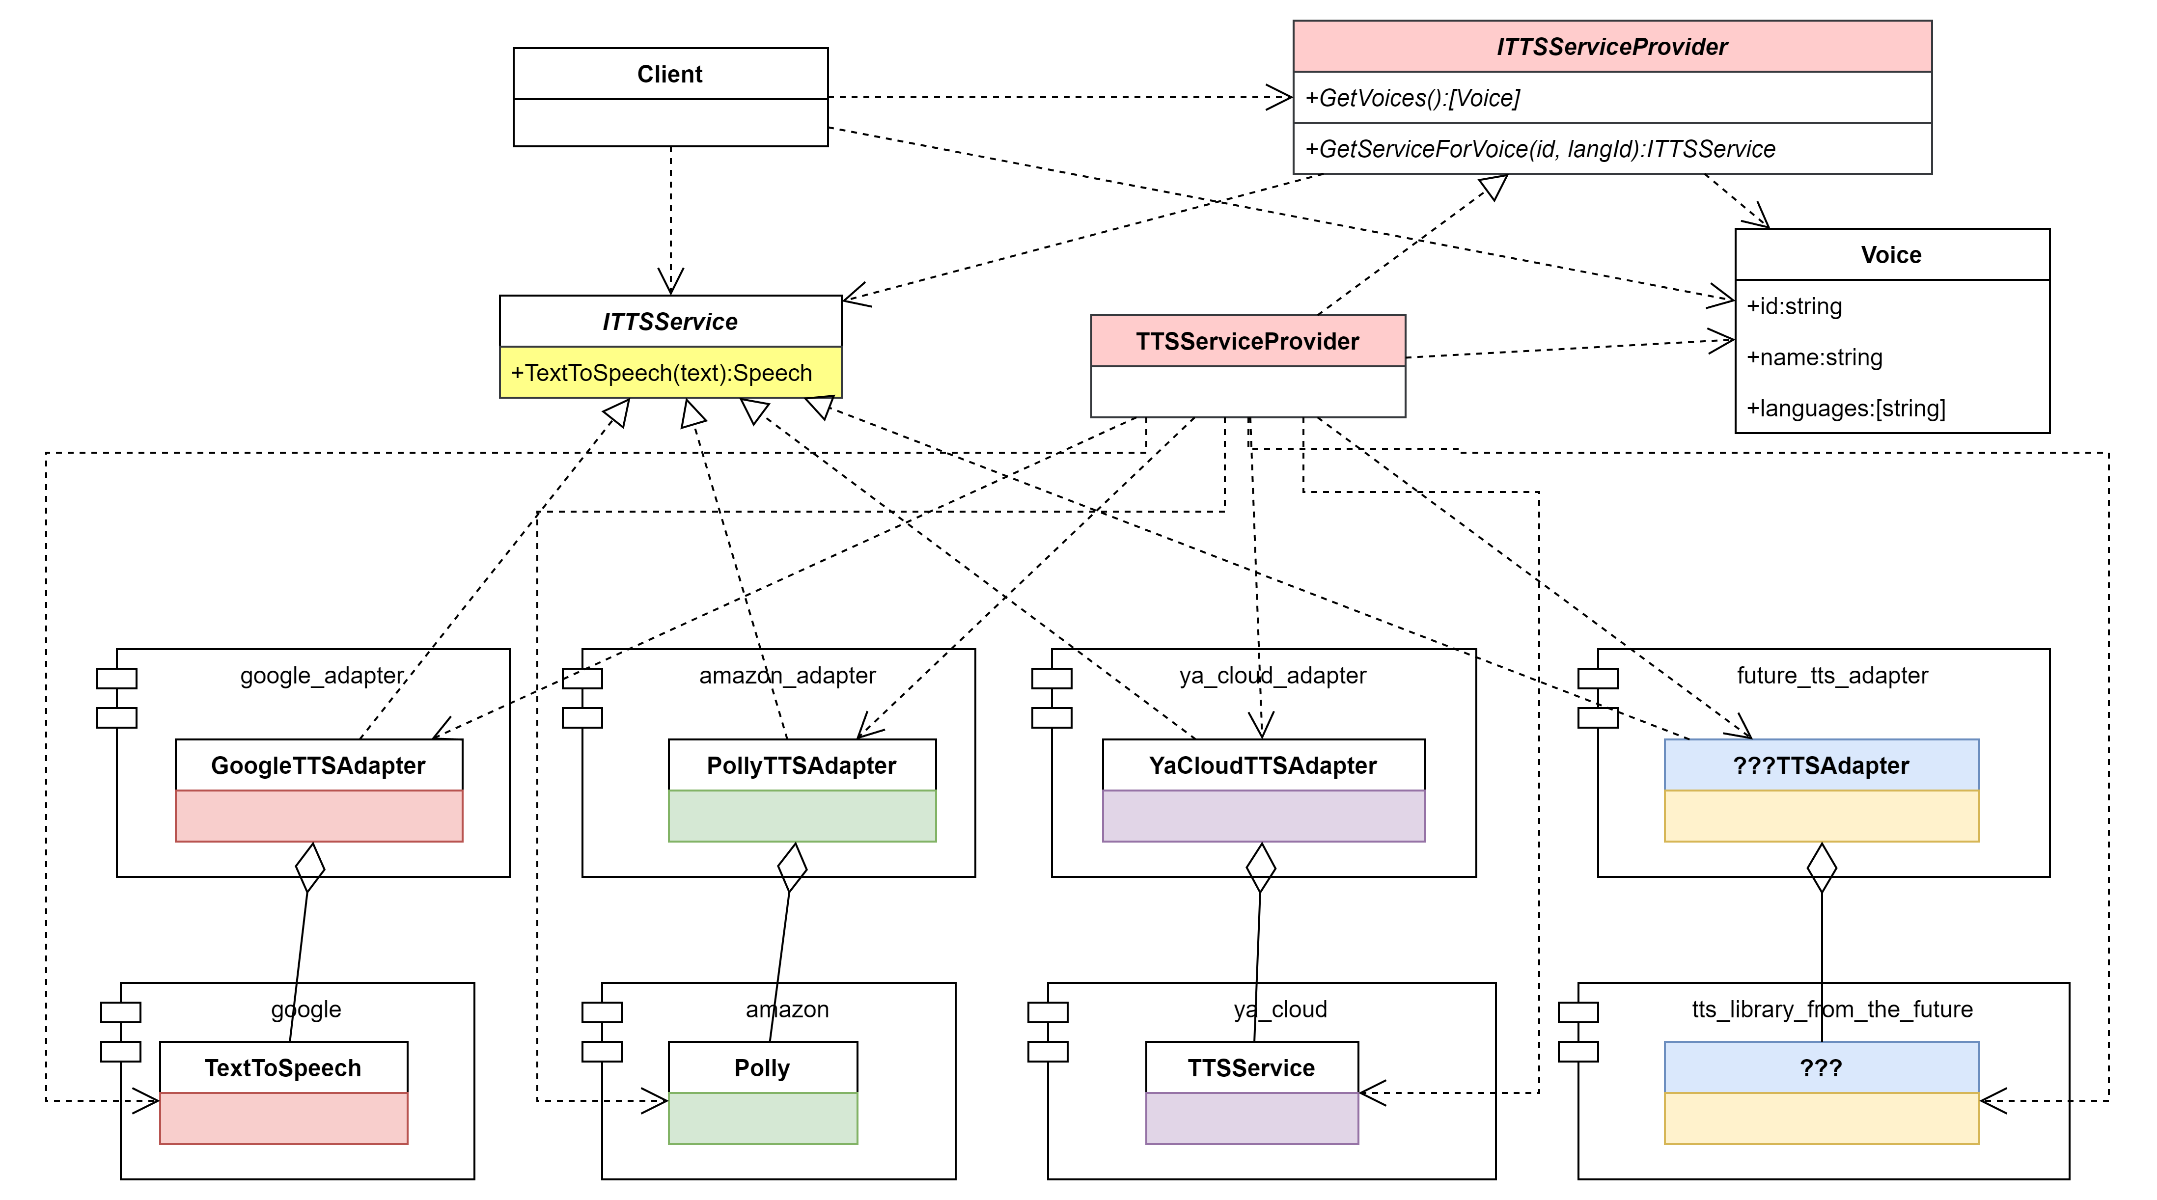 Client
ITTSServiceProvider
+GetVoices():[Voice]
+GetServiceForVoice(id, langId):ITTSService
Voice
+id:string
+name:string
+languages:[string]
ITTSService
+TextToSpeech(text):Speech
TTSServiceProvider
google_adapter
GoogleTTSAdapter
amazon_adapter
PollyTTSAdapter
ya_cloud_adapter
YaCloudTTSAdapter
future_tts_adapter
???TTSAdapter
google
TextToSpeech
amazon
Polly
ya_cloud
TTSService
tts_library_from_the_future
???